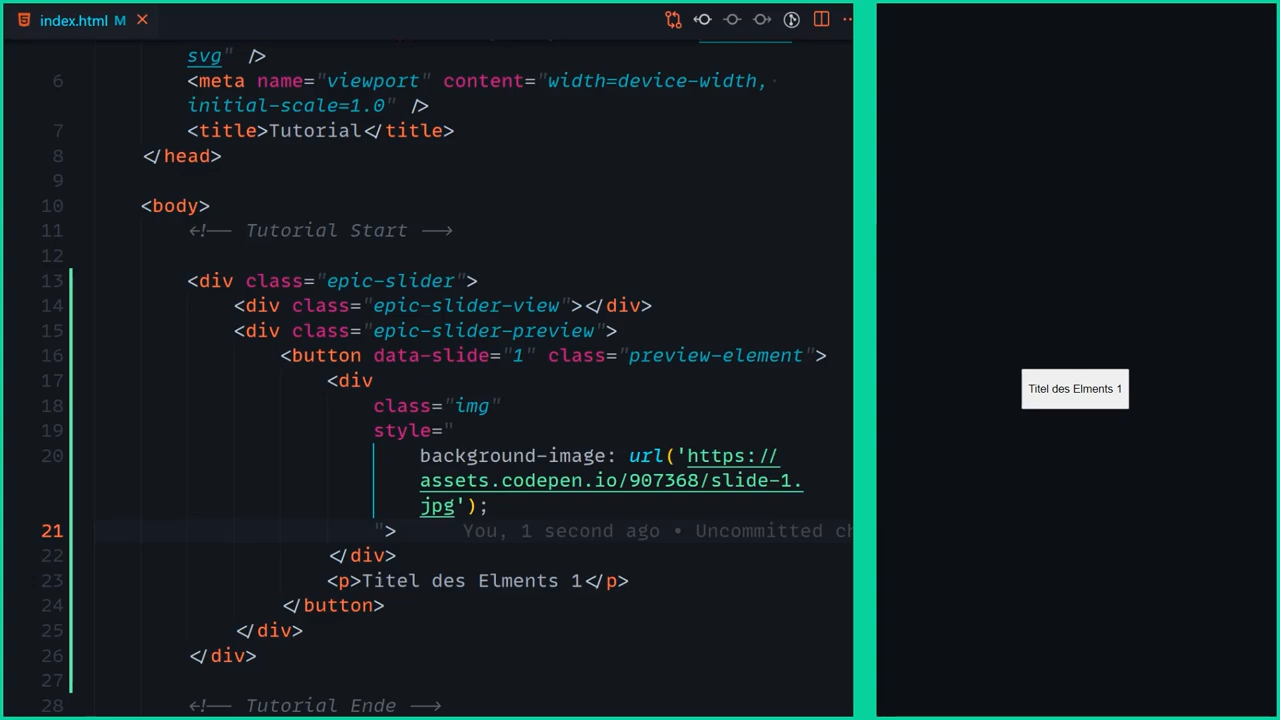 index.html M
svg" />
6 <meta name="viewport" content="width=device-width,
initial-scale=1.0" />
7 <title>Tutorial</title>
8 </head>
9
10 <body>
11 <!-- Tutorial Start -->
12
13 <div class="epic-slider">
14 <div class="epic-slider-view"></div>
15 <div class="epic-slider-preview">
16 <button data-slide="1" class="preview-element">
17 <div
18 class="img"
19 style="
20 background-image: url('https://
assets.codepen.io/907368/slide-1.
jpg');
21 "> You, 1 second ago • Uncommitted ch
22 </div>
23 <p>Titel des Elments 1</p>
24 </button>
25 </div>
26 </div>
27
28 <!-- Tutorial Ende -->
Titel des Elments 1